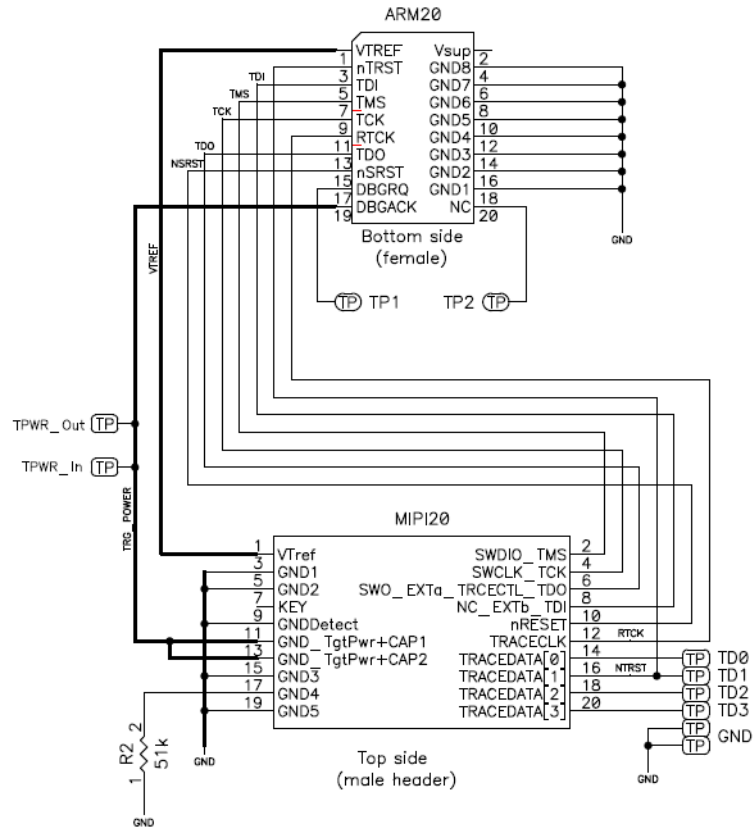 ARM20
VTREF Vsup
1 2
nTRST GND8
3 4
TDI GND7
5 6
TMS GND6
7 8
TCK GND5
9 10
RTCK GND4
11 12
TDO GND3
13 14
nSRST GND2
15 16
DBGRQ GND1
17 18
DBGACK NC
19 20
TDI
TMS
TCK
TDO
NSRST
VTREF
Bottom side
(female)
GND
TP TP1
TP2 TP
TPWR_Out TP
TPWR_In TP
TRG_POWER
MIPI20
1 VTref SWDIO_TMS 2
3 GND1 SWCLK_TCK 4
5 GND2 SWO_EXTa_TRCECTL_TDO 6
7 KEY NC_EXTb_TDI 8
9 GNDDetect nRESET 10
11 GND_TgtPwr+CAP1 TRACECLK 12 RTCK
13 GND_TgtPwr+CAP2 TRACEDATA[0] 14 TP TD0
15 GND3 TRACEDATA[1] 16 NTRST TP TD1
17 GND4 TRACEDATA[2] 18 TP TD2
19 GND5 TRACEDATA[3] 20 TP TD3
TP
GND
TP
GND
GND
2
R2
51k
1
GND
Top side
(male header)